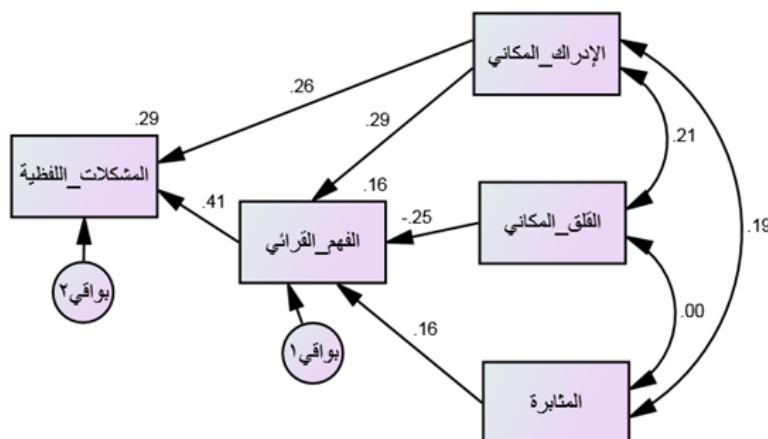 الإدراك_المكاني
.26
.29
.29
المشكلات_اللفظية
.21
.16
.41
الفهم_القرائي
-.25
القلق_المكاني
.19
بواقي٢
بواقي١
.16
.00
المثابرة